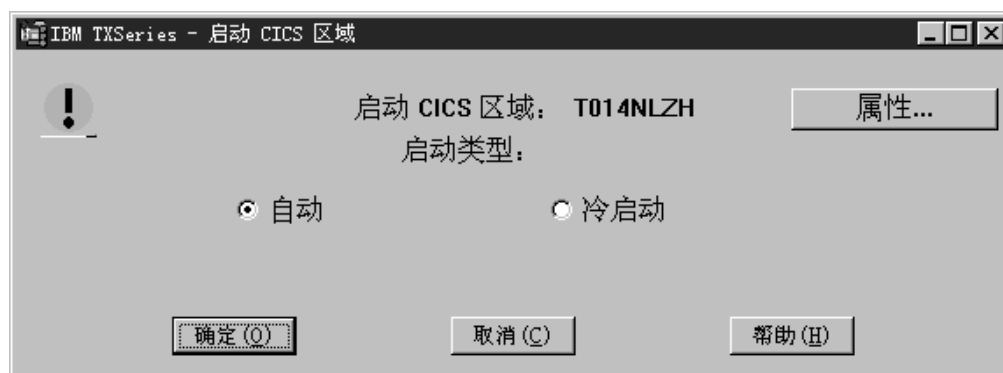 IBM TXSeries - 启动 CICS 区域
启动 CICS 区域： T014NLZH
属性...
启动类型：
自动
冷启动
确定(O)
取消(C)
帮助(H)